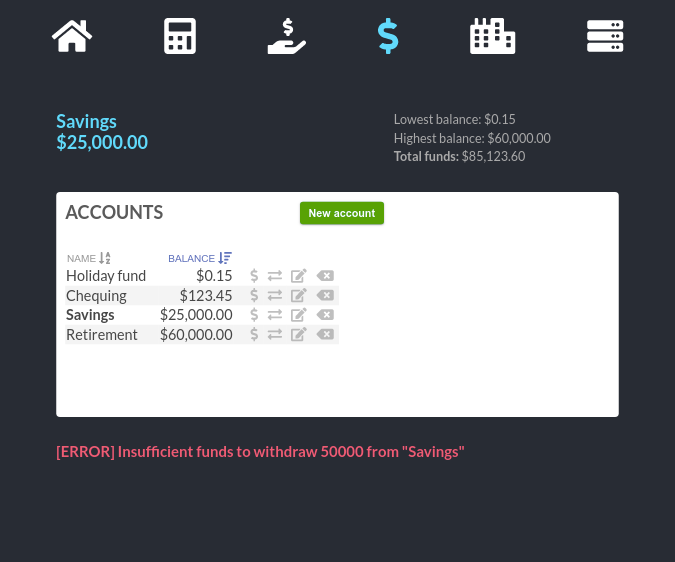 Savings
$25,000.00
Lowest balance: $0.15
Highest balance: $60,000.00
Total funds: $85,123.60
ACCOUNTS
New account
NAME BALANCE
Holiday fund $0.15
Chequing $123.45
Savings $25,000.00
Retirement $60,000.00
[ERROR] Insufficient funds to withdraw 50000 from "Savings"